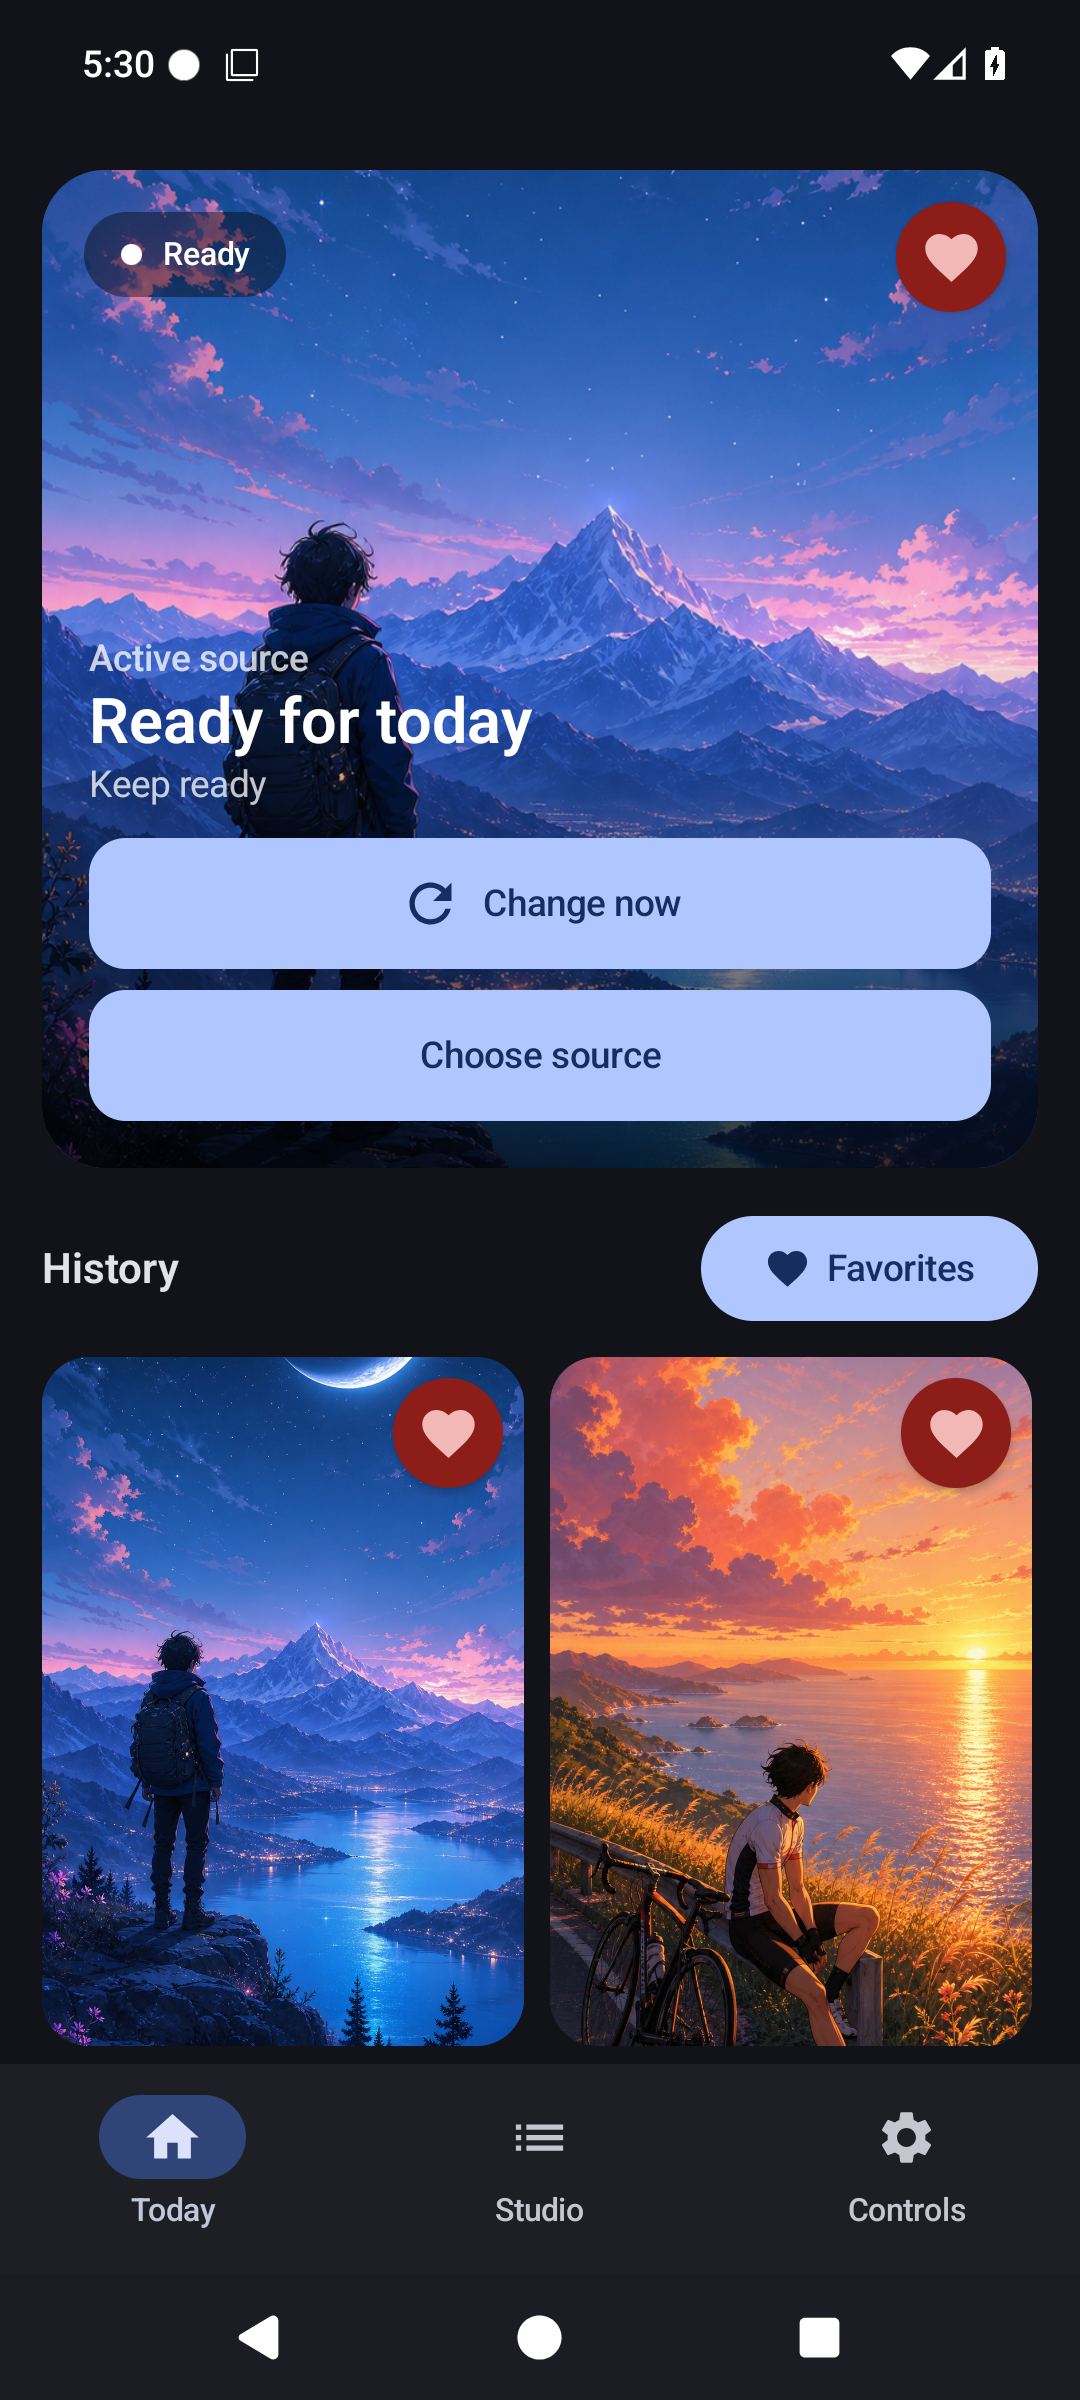 5:30
Ready
Active source
Ready for today
Keep ready
Change now
Choose source
History
Favorites
Today
Studio
Controls